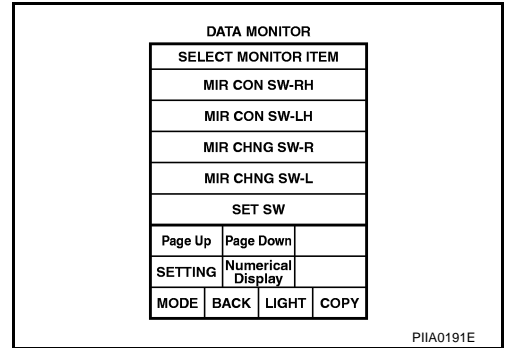 DATA MONITOR
SELECT MONITOR ITEM
MIR CON SW-RH
MIR CON SW-LH
MIR CHNG SW-R
MIR CHNG SW-L
SET SW
Page Up Page Down
SETTING Numerical Display
MODE BACK LIGHT COPY
PIIA0191E